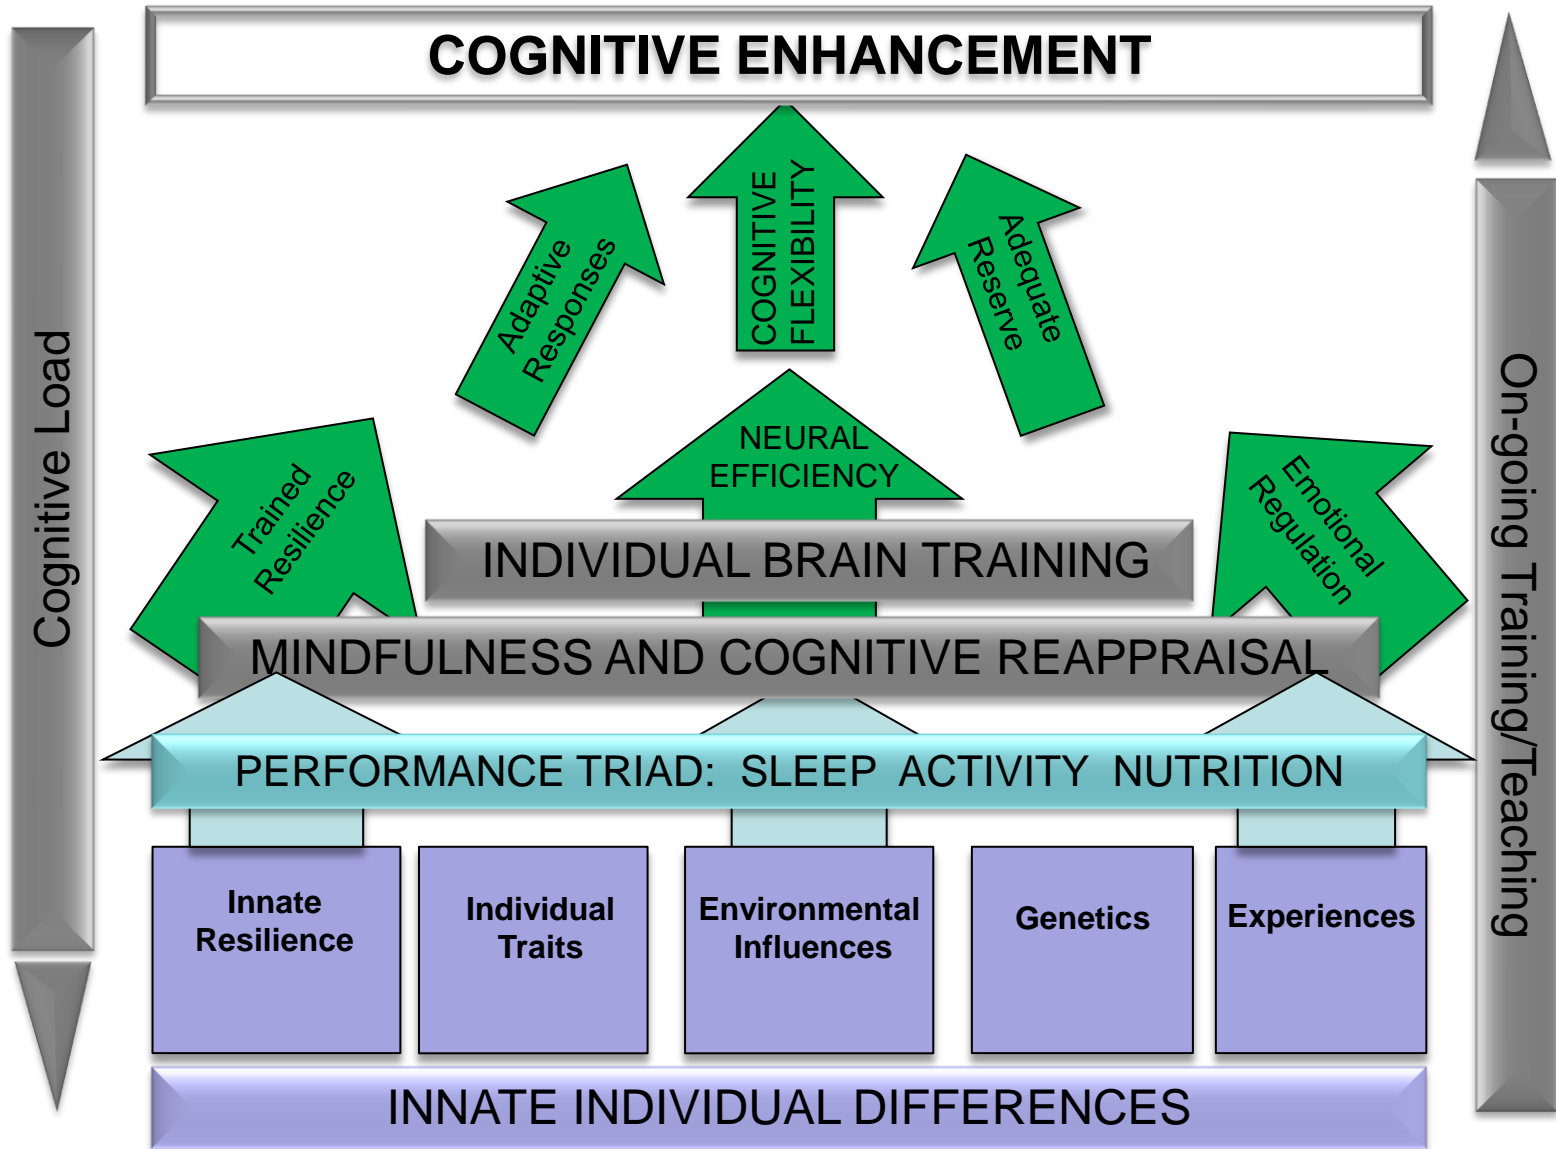 COGNITIVE ENHANCEMENT
Cognitive Load
On-going Training/Teaching
Adaptive
Responses
COGNITIVE
FLEXIBILITY
Adequate
Reserve
Trained
Resilience
NEURAL
EFFICIENCY
Emotional
Regulation
INDIVIDUAL BRAIN TRAINING
MINDFULNESS AND COGNITIVE REAPPRAISAL
PERFORMANCE TRIAD: SLEEP ACTIVITY NUTRITION
Innate
Resilience
Individual
Traits
Environmental
Influences
Genetics
Experiences
INNATE INDIVIDUAL DIFFERENCES